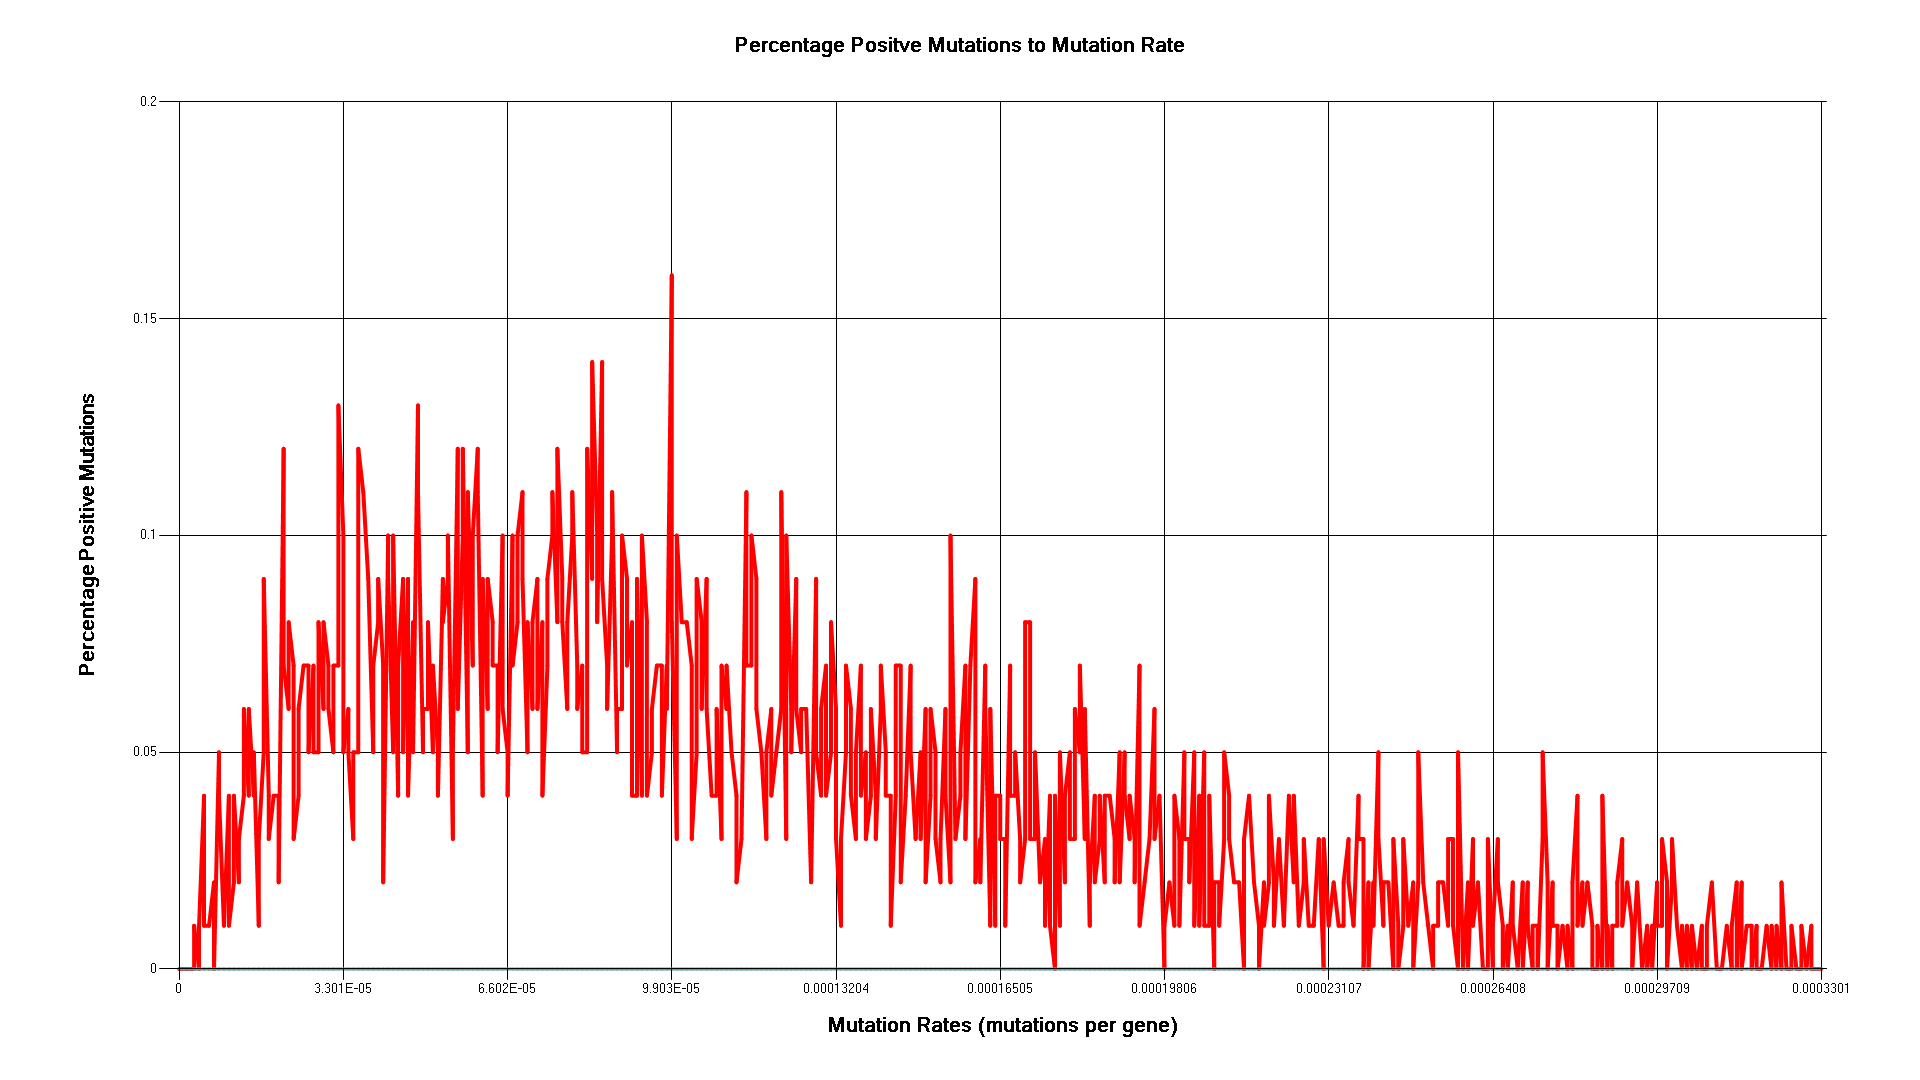 Percentage Positve Mutations to Mutation Rate
0.2
0.15
0.1
0.05
0
Percentage Positive Mutations
0 3.301E-05 6.602E-05 9.903E-05 0.00013204 0.00016505 0.00019806 0.00023107 0.00026408 0.00029709 0.0003301
Mutation Rates (mutations per gene)